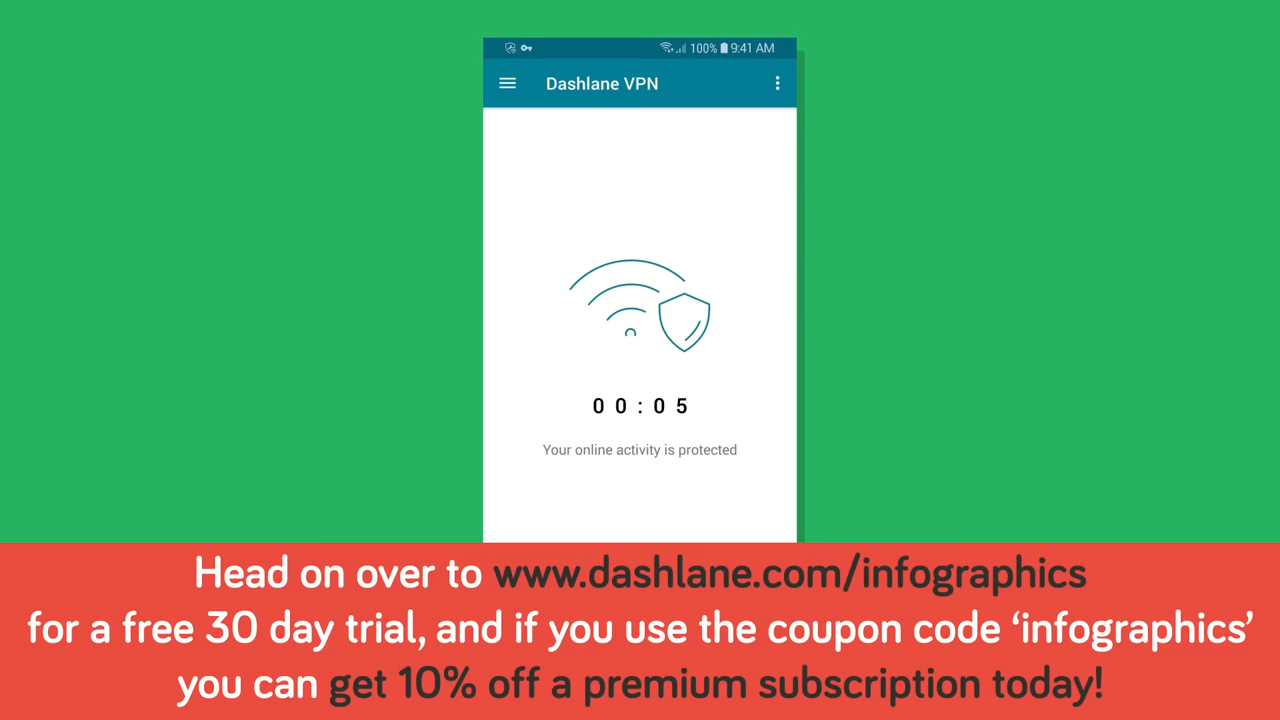 100% 9:41 AM
Dashlane VPN
00:05
Your online activity is protected
Head on over to www.dashlane.com/infographics
for a free 30 day trial, and if you use the coupon code ‘infographics’
you can get 10% off a premium subscription today!